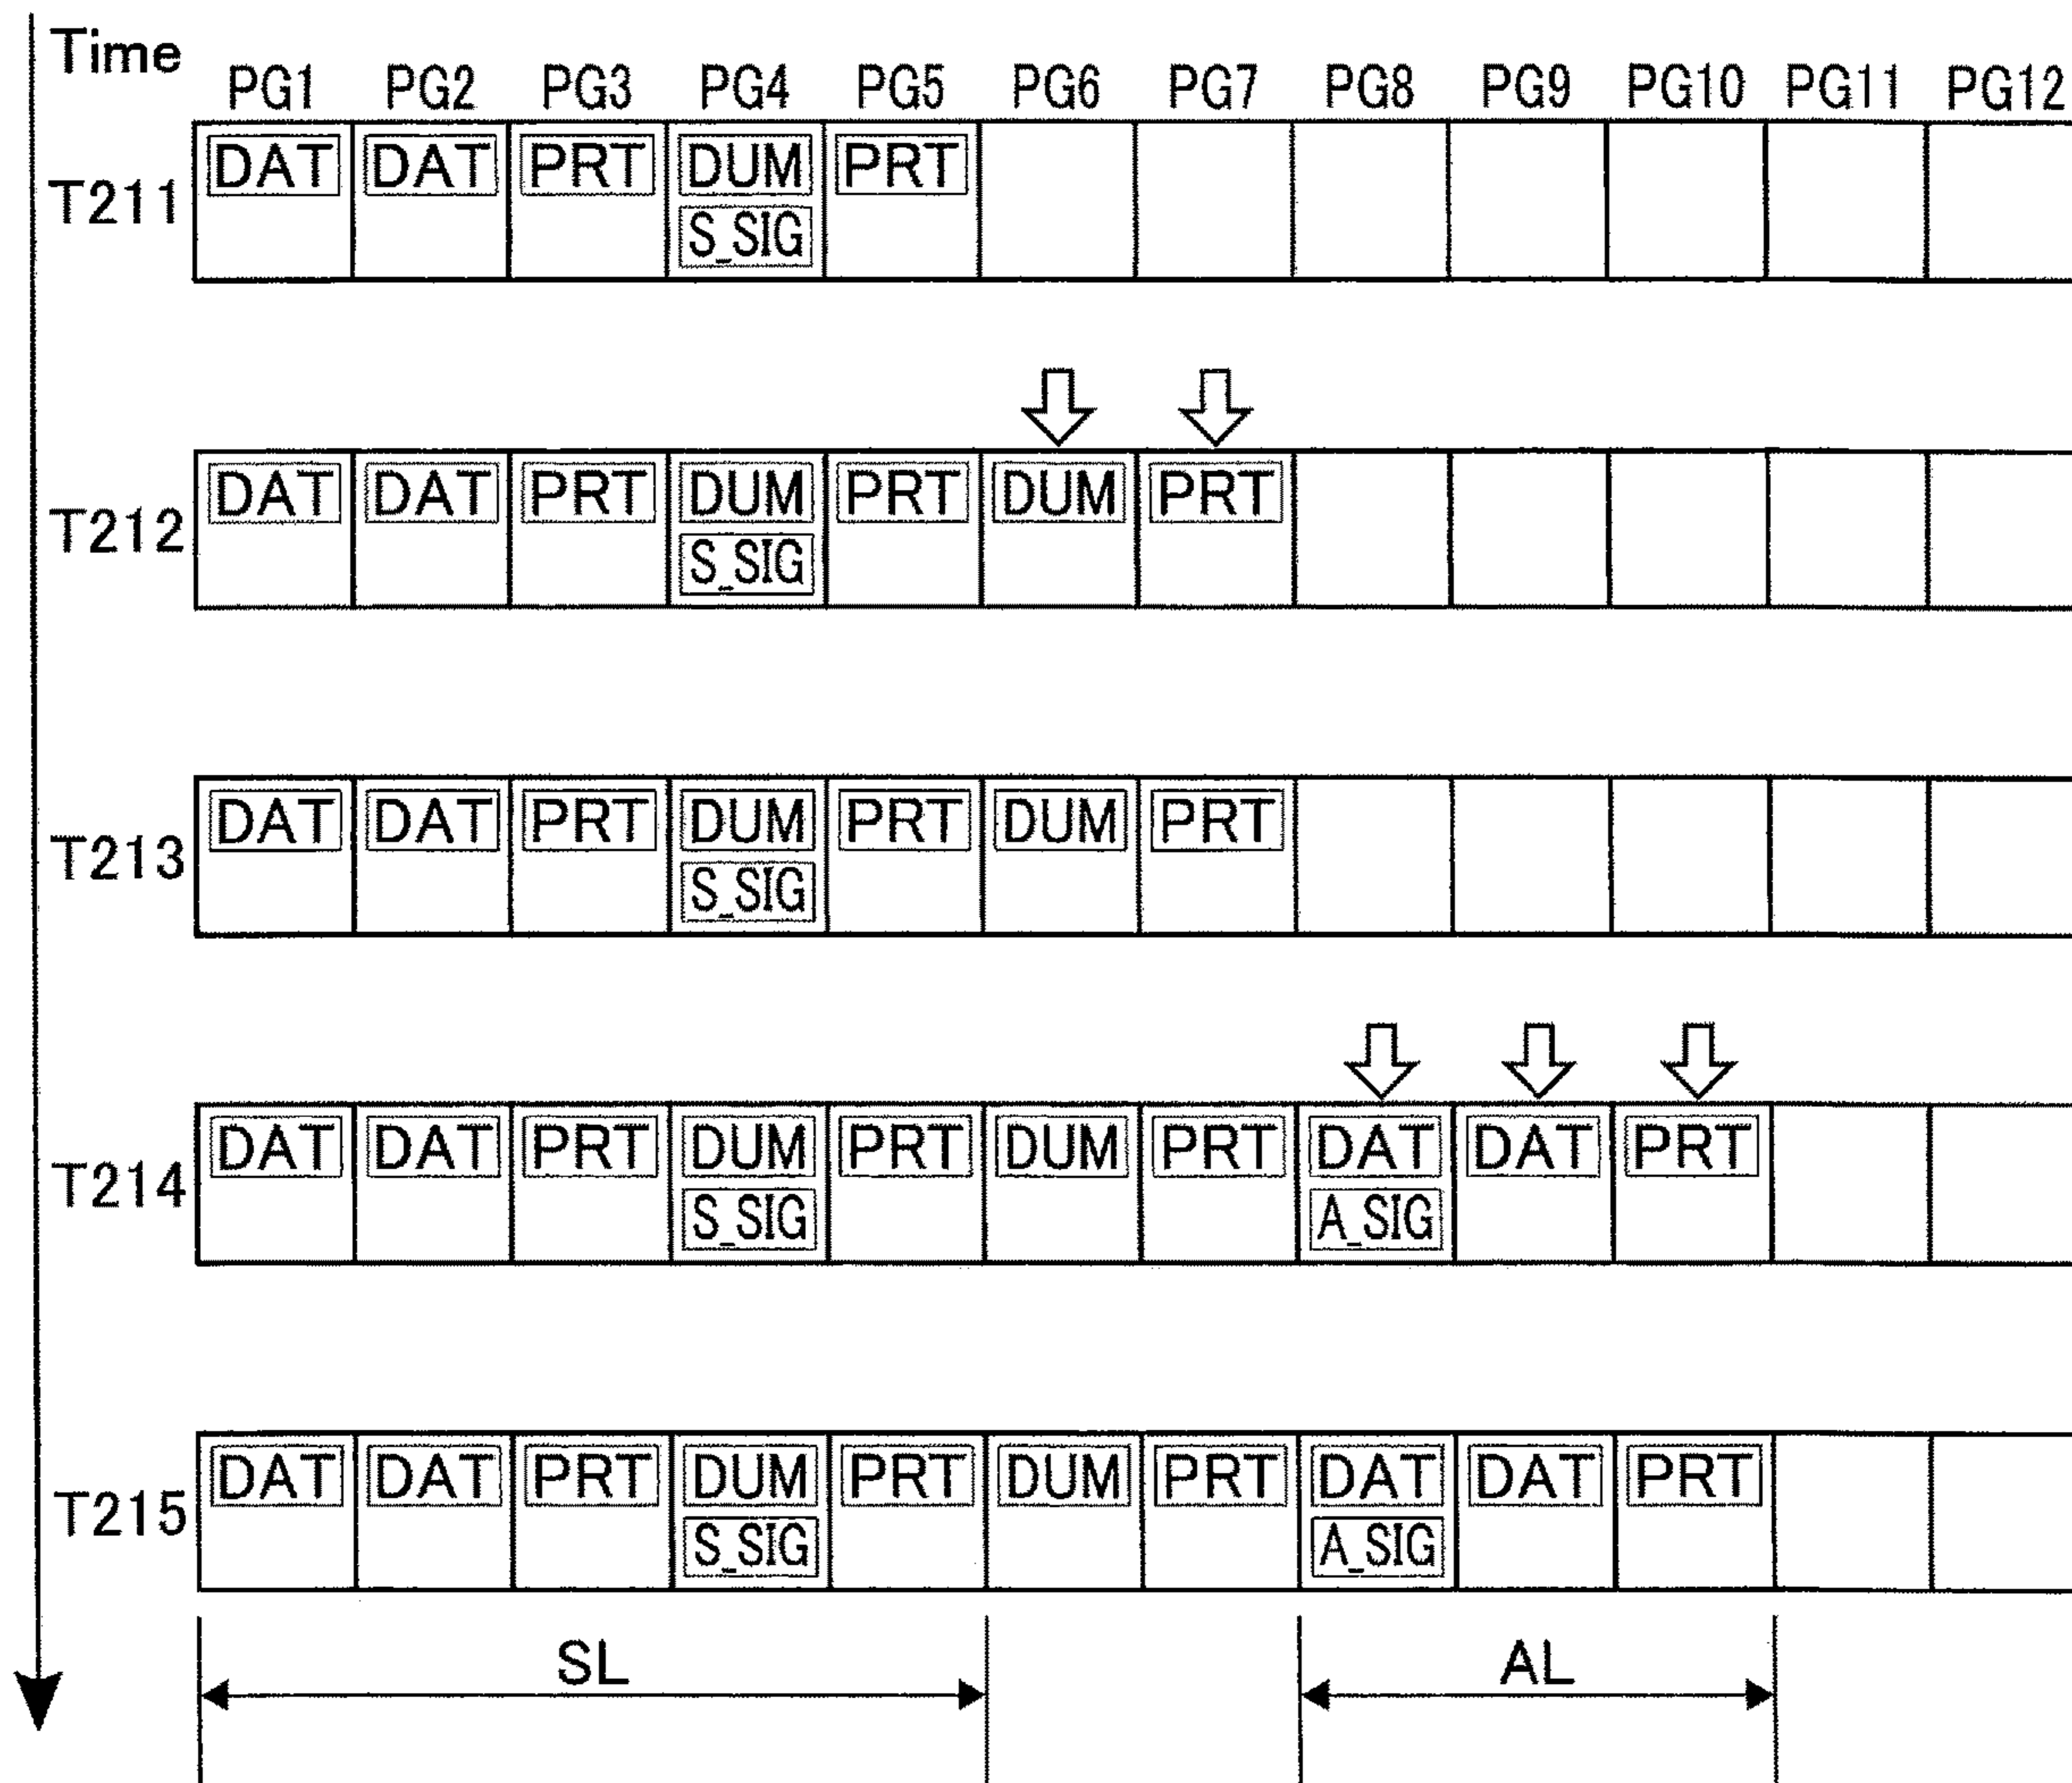 Time
PG1 PG2 PG3 PG4 PG5 PG6 PG7 PG8 PG9 PG10 PG11 PG12
T211 DAT DAT PRT DUM PRT
S_SIG
T212 DAT DAT PRT DUM PRT DUM PRT
S_SIG
T213 DAT DAT PRT DUM PRT DUM PRT
S_SIG
T214 DAT DAT PRT DUM PRT DUM PRT DAT DAT PRT
S_SIG A_SIG
T215 DAT DAT PRT DUM PRT DUM PRT DAT DAT PRT
S_SIG A_SIG
SL AL